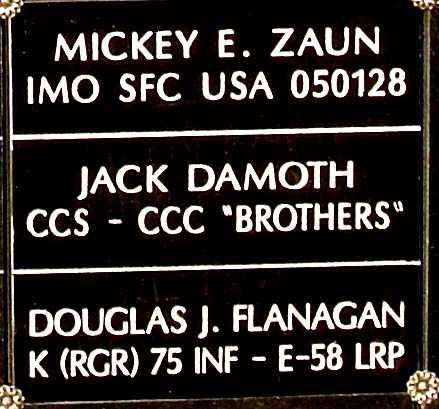 MICKEY E. ZAUN
IMO SFC USA 050128
JACK DAMOTH
CCS - CCC "BROTHERS"
DOUGLAS J. FLANAGAN
K (RGR) 75 INF - E-58 LRP